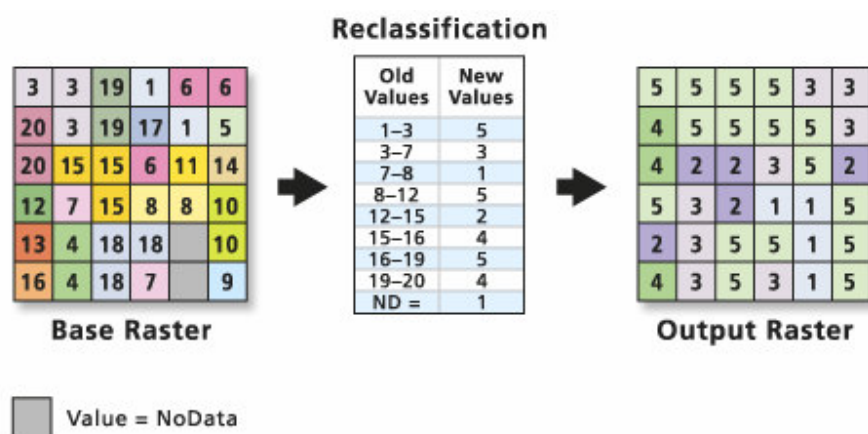 Reclassification
Old Values New Values
1–3 5
3–7 3
7–8 1
8–12 5
12–15 2
15–16 4
16–19 5
19–20 4
ND = 1
3 3 19 1 6 6
20 3 19 17 1 5
20 15 15 6 11 14
12 7 15 8 8 10
13 4 18 18 10
16 4 18 7 9
Base Raster
5 5 5 5 3 3
4 5 5 5 5 3
4 2 2 3 5 2
5 3 2 1 1 5
2 3 5 5 1 5
4 3 5 3 1 5
Output Raster
Value = NoData